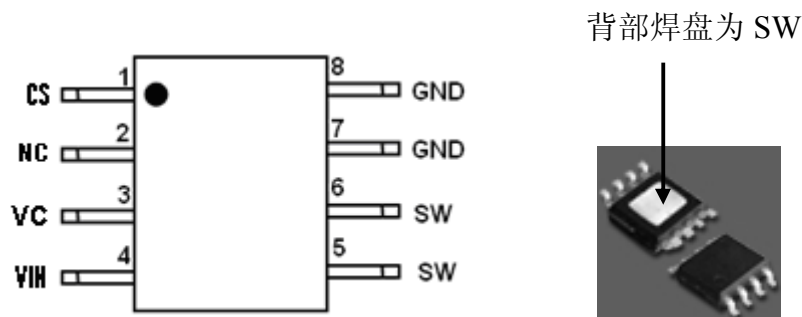 背部焊盘为 SW
CS 1 8 GND
NC 2 7 GND
VC 3 6 SW
VIN 4 5 SW